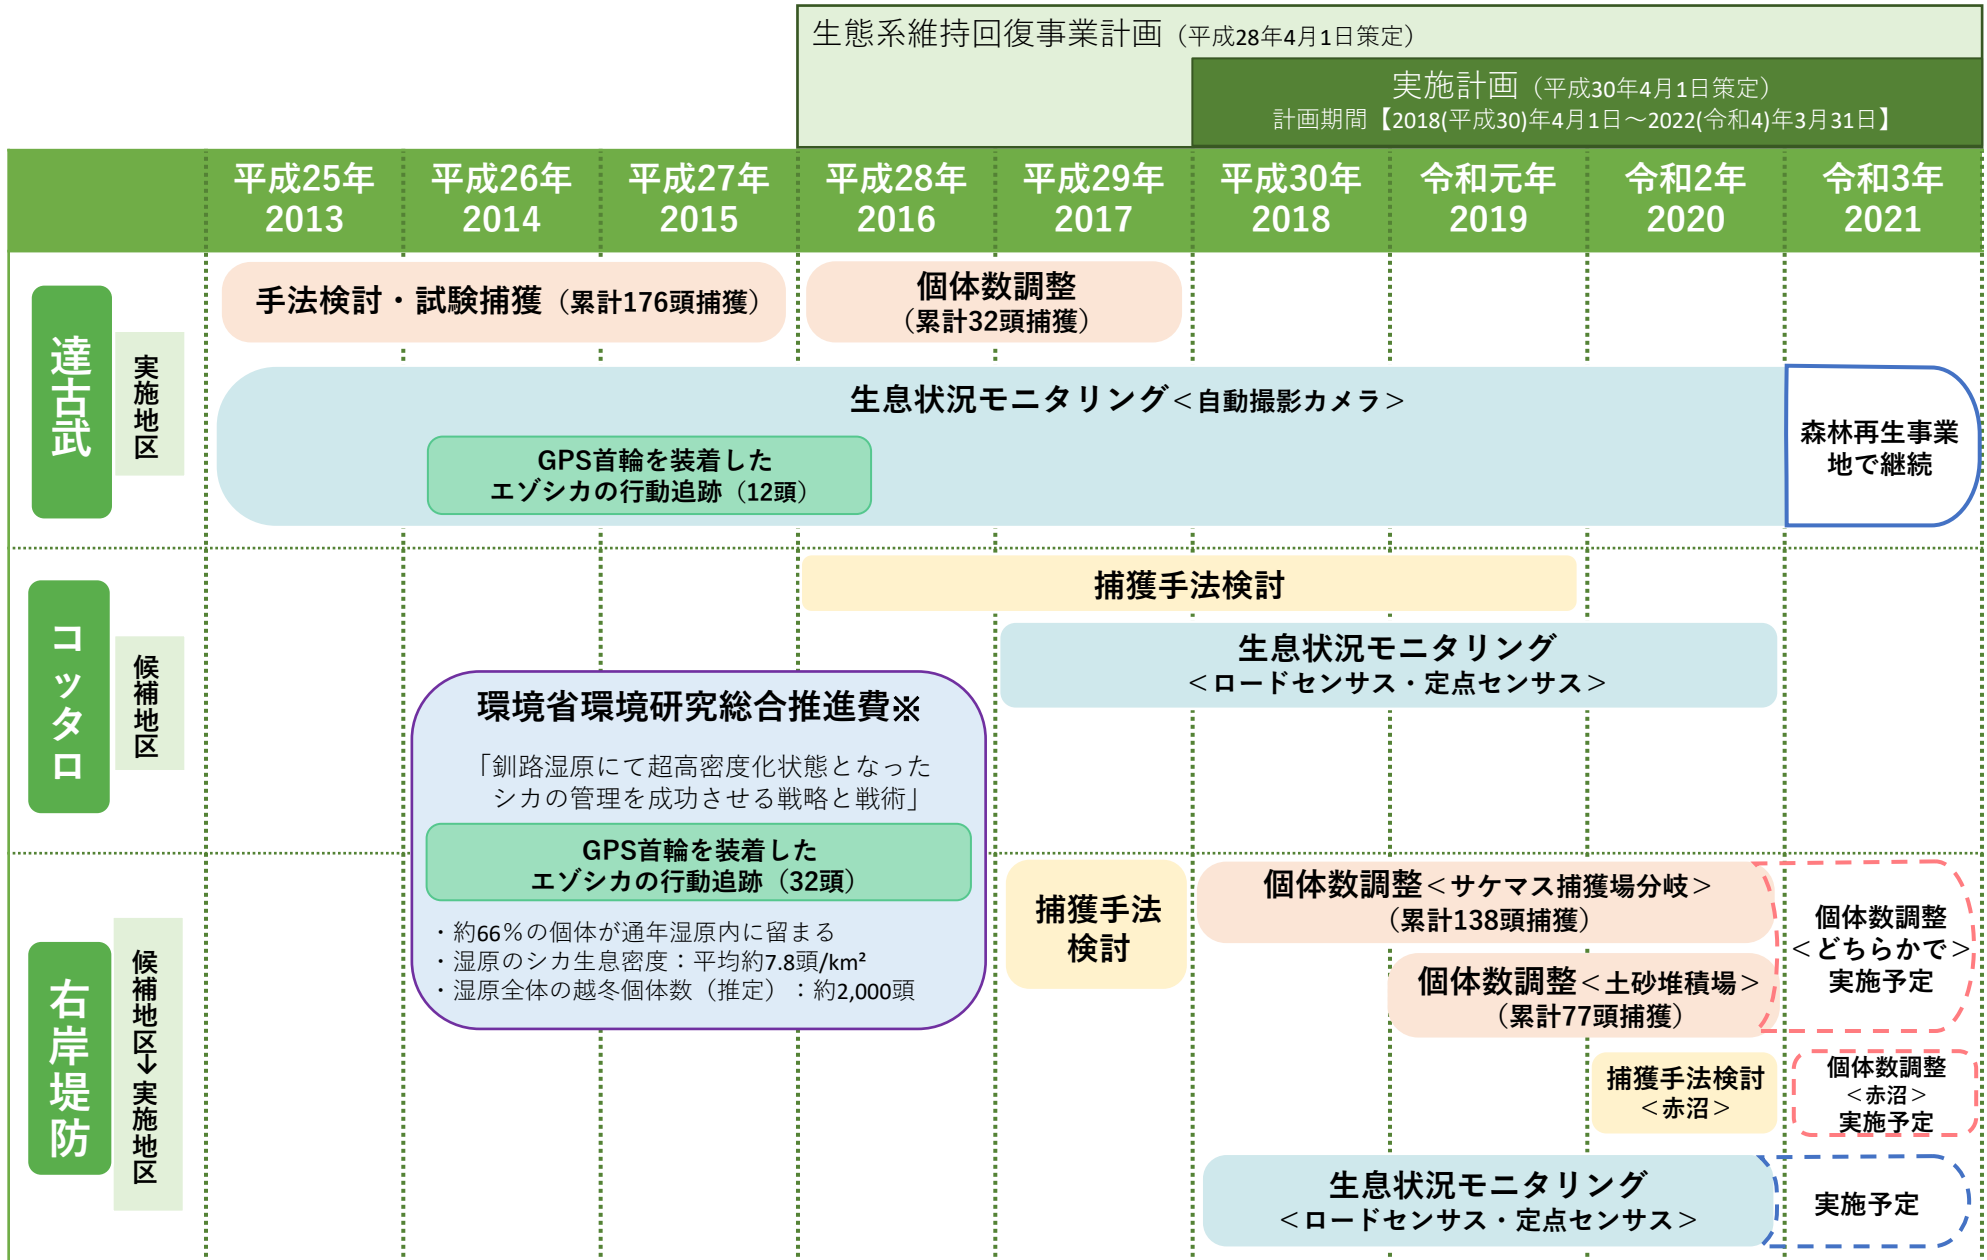 生態系維持回復事業計画（平成28年4月1日策定）
実施計画（平成30年4月1日策定）
計画期間【2018(平成30)年4月1日～2022(令和4)年3月31日】
平成25年
2013
平成26年
2014
平成27年
2015
平成28年
2016
平成29年
2017
平成30年
2018
令和元年
2019
令和2年
2020
令和3年
2021
達古武
実施地区
手法検討・試験捕獲（累計176頭捕獲）
個体数調整
（累計32頭捕獲）
生息状況モニタリング＜自動撮影カメラ＞
GPS首輪を装着した
エゾシカの行動追跡（12頭）
森林再生事業
地で継続
コッタロ
候補地区
捕獲手法検討
生息状況モニタリング
＜ロードセンサス・定点センサス＞
環境省環境研究総合推進費※
「釧路湿原にて超高密度化状態となった
シカの管理を成功させる戦略と戦術」
GPS首輪を装着した
エゾシカの行動追跡（32頭）
・約66％の個体が通年湿原内に留まる
・湿原のシカ生息密度：平均約7.8頭/km²
・湿原全体の越冬個体数（推定）：約2,000頭
右岸堤防
候補地区↓実施地区
捕獲手法
検討
個体数調整＜サケマス捕獲場分岐＞
（累計138頭捕獲）
個体数調整＜土砂堆積場＞
（累計77頭捕獲）
個体数調整
＜どちらかで＞
実施予定
捕獲手法検討
＜赤沼＞
個体数調整
＜赤沼＞
実施予定
生息状況モニタリング
＜ロードセンサス・定点センサス＞
実施予定